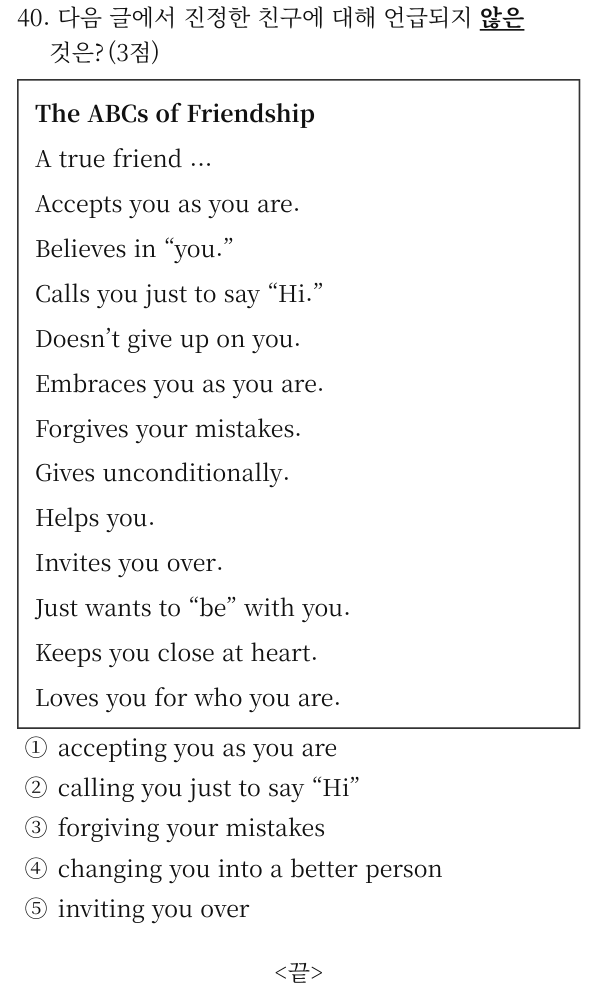 40. 다음 글에서 진정한 친구에 대해 언급되지 않은
것은? (3점)
The ABCs of Friendship
A true friend …
Accepts you as you are.
Believes in “you.”
Calls you just to say “Hi.”
Doesn’t give up on you.
Embraces you as you are.
Forgives your mistakes.
Gives unconditionally.
Helps you.
Invites you over.
Just wants to “be” with you.
Keeps you close at heart.
Loves you for who you are.
① accepting you as you are
② calling you just to say “Hi”
③ forgiving your mistakes
④ changing you into a better person
⑤ inviting you over
<끝>